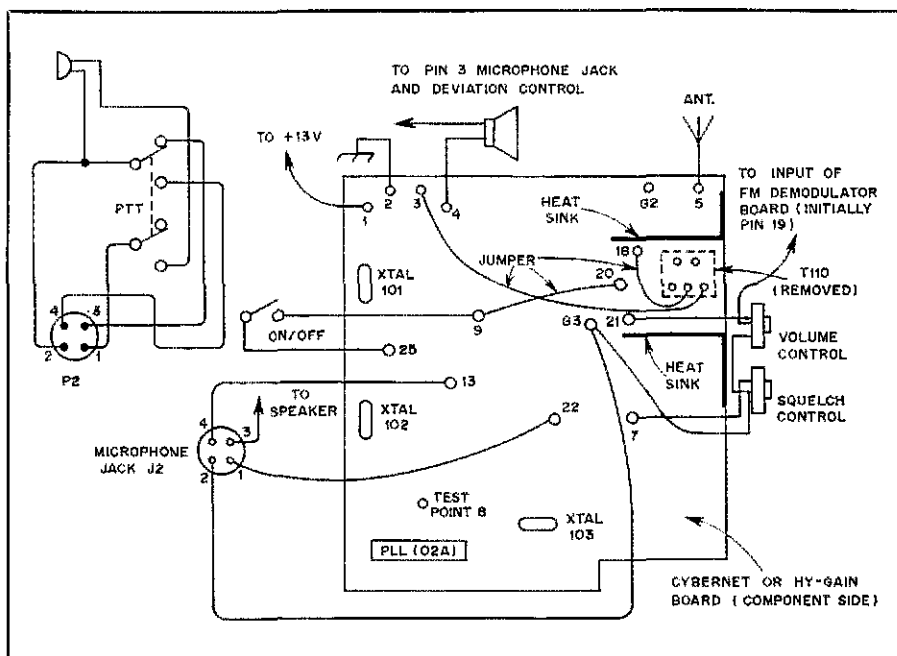 TO PIN 3 MICROPHONE JACK
AND DEVIATION CONTROL
ANT.
TO +13V
TO INPUT OF
FM DEMODULATOR
BOARD (INITIALLY
PIN 19)
PTT
1
2
3
4
G2
5
HEAT
SINK
18
JUMPER
20
T110
(REMOVED)
XTAL
101
G3
21
ON/OFF
9
VOLUME
CONTROL
4
3
2
1
P2
25
HEAT
SINK
13
SQUELCH
CONTROL
TO
SPEAKER
XTAL
102
22
7
4
3
2
1
MICROPHONE
JACK J2
TEST
POINT 8
XTAL
103
PLL (02A)
CYBERNET OR HY-GAIN
BOARD (COMPONENT SIDE)